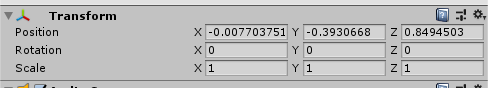 Transform
Position X -0.007703751 Y -0.3930668 Z 0.8494503
Rotation X 0 Y 0 Z 0
Scale X 1 Y 1 Z 1